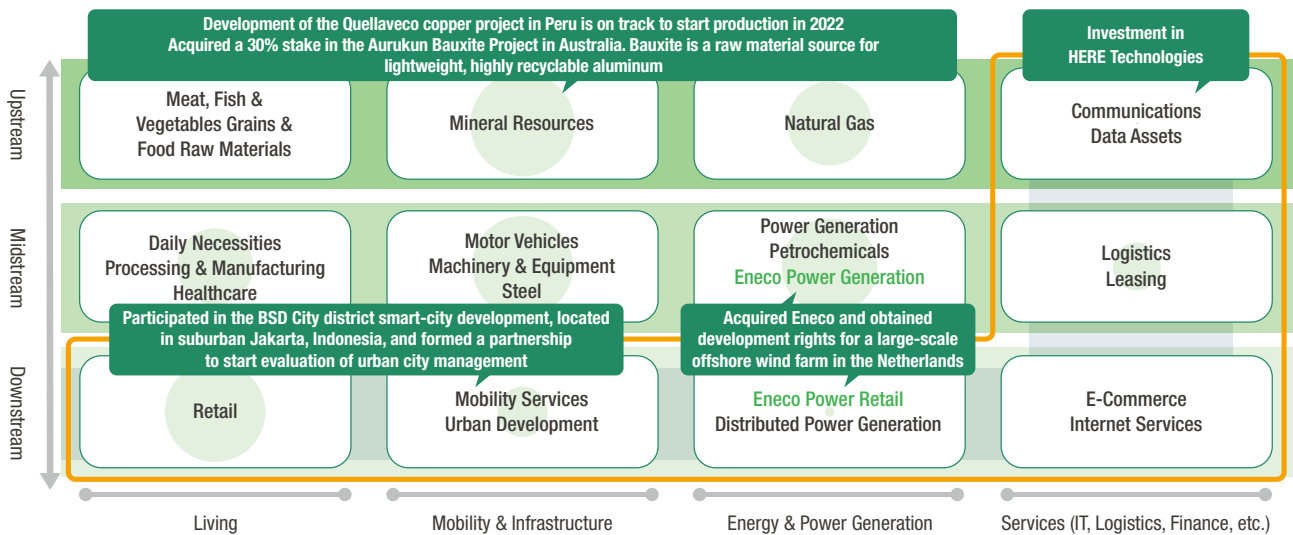 Development of the Quellaveco copper project in Peru is on track to start production in 2022
Acquired a 30% stake in the Aurukun Bauxite Project in Australia. Bauxite is a raw material source for
lightweight, highly recyclable aluminum
Investment in
HERE Technologies
Upstream
Meat, Fish &
Vegetables Grains &
Food Raw Materials
Mineral Resources
Natural Gas
Communications
Data Assets
Midstream
Daily Necessities
Processing & Manufacturing
Healthcare
Motor Vehicles
Machinery & Equipment
Steel
Power Generation
Petrochemicals
Eneco Power Generation
Logistics
Leasing
Participated in the BSD City district smart-city development, located
in suburban Jakarta, Indonesia, and formed a partnership
to start evaluation of urban city management
Acquired Eneco and obtained
development rights for a large-scale
offshore wind farm in the Netherlands
Downstream
Retail
Mobility Services
Urban Development
Eneco Power Retail
Distributed Power Generation
E-Commerce
Internet Services
Living
Mobility & Infrastructure
Energy & Power Generation
Services (IT, Logistics, Finance, etc.)